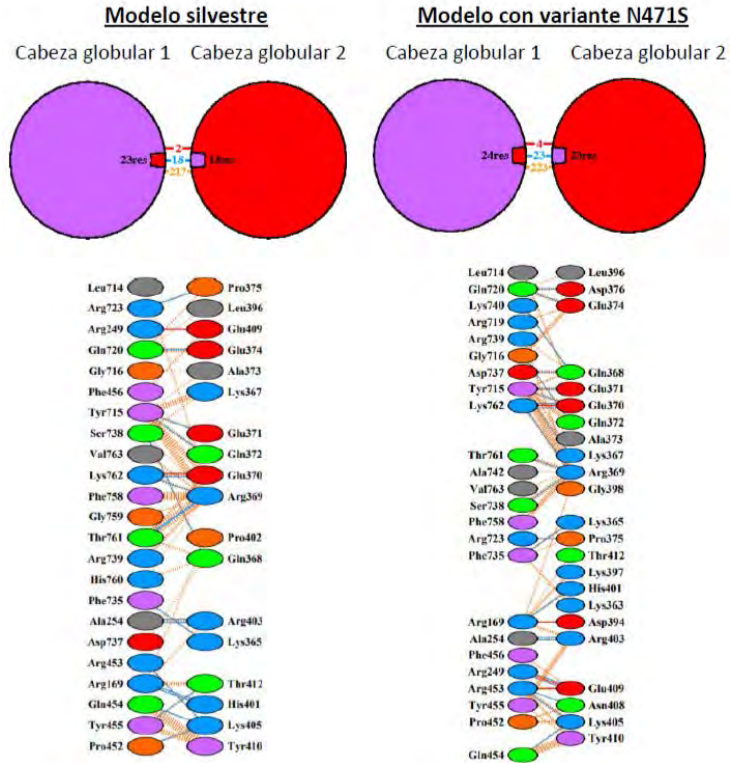 Modelo silvestre
Modelo con variante N471S
Cabeza globular 1
Cabeza globular 2
Cabeza globular 1
Cabeza globular 2
23res
2
18
217
24res
4
23
Leu714
Arg723
Arg249
Gln720
Gly716
Phe456
Tyr715
Ser738
Val763
Lys762
Phe758
Gly759
Thr761
Arg739
His760
Phe735
Ala254
Asp737
Arg453
Arg169
Gln454
Tyr455
Pro452
Pro375
Leu396
Glu409
Glu374
Ala373
Lys367
Glu371
Gln372
Glu370
Arg369
Pro402
Gln368
Arg403
Lys365
Thr412
His401
Lys405
Tyr410
Leu714
Gln720
Lys740
Arg719
Arg739
Gly716
Asp737
Tyr715
Lys762
Thr761
Ala742
Val763
Ser738
Phe758
Arg723
Phe735
Arg169
Ala254
Phe456
Arg249
Arg453
Tyr455
Pro452
Gln454
Leu396
Asp376
Glu374
Gln368
Glu371
Glu370
Gln372
Ala373
Lys367
Arg369
Gly398
Lys365
Pro375
Thr412
Lys397
His401
Lys363
Asp394
Arg403
Glu409
Asn408
Lys405
Tyr410